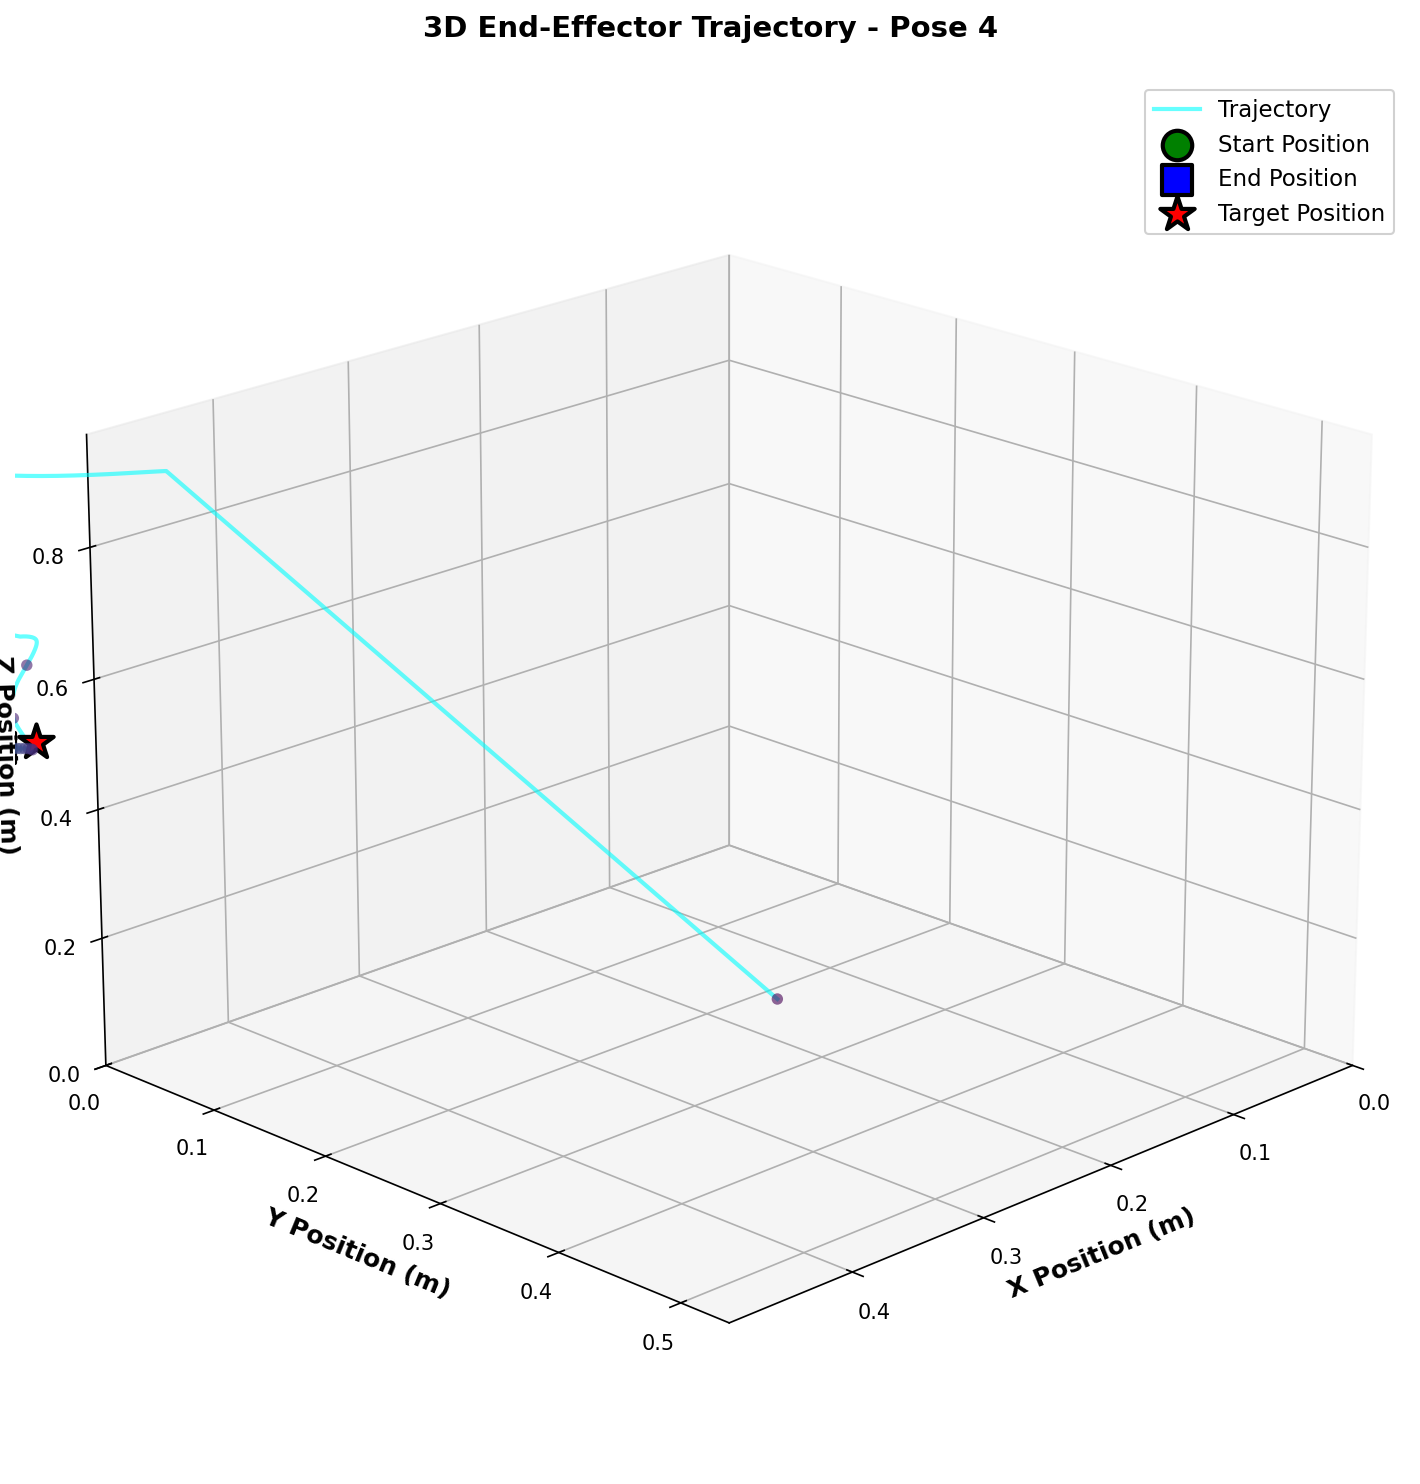 3D End-Effector Trajectory - Pose 4
Trajectory
Start Position
End Position
Target Position
0.8
0.6
0.4
0.2
0.0
Z Position (m)
0.0
0.1
0.2
0.3
0.4
0.5
Y Position (m)
0.0
0.1
0.2
0.3
0.4
X Position (m)